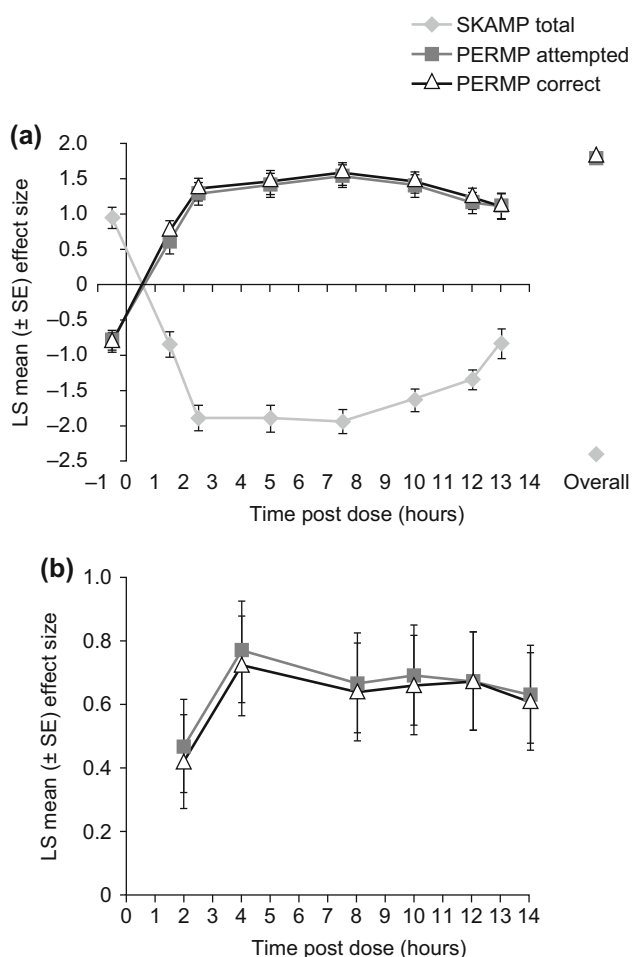 SKAMP total
PERMP attempted
PERMP correct
(a)
2.0
1.5
1.0
0.5
0
–0.5
–1.0
–1.5
–2.0
–2.5
LS mean (± SE) effect size
–1 0 1 2 3 4 5 6 7 8 9 10 11 12 13 14 Overall
Time post dose (hours)
(b)
1.0
0.8
0.6
0.4
0.2
0
LS mean (± SE) effect size
0 1 2 3 4 5 6 7 8 9 10 11 12 13 14
Time post dose (hours)